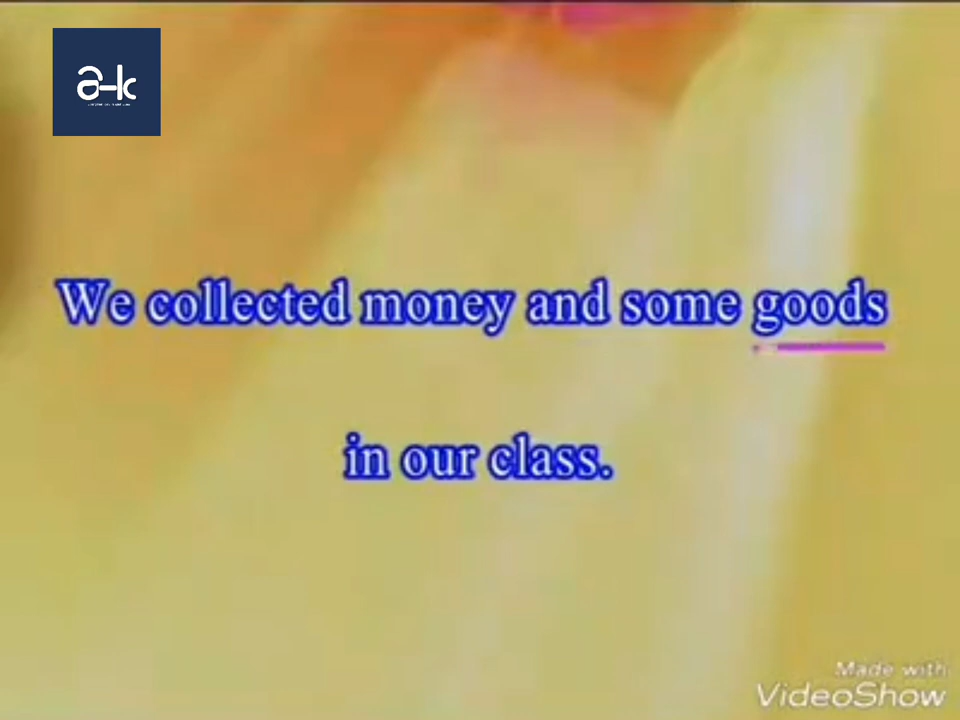 a-k
We collected money and some goods
in our class.
Made with
VideoShow